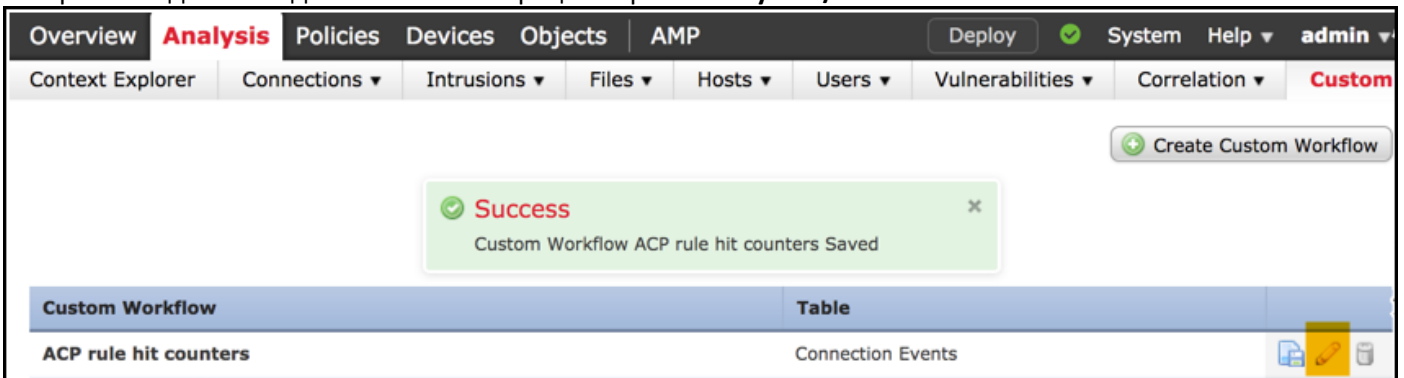 Overview Analysis Policies Devices Objects AMP Deploy System Help admin
Context Explorer Connections Intrusions Files Hosts Users Vulnerabilities Correlation Custom
Create Custom Workflow
Success
Custom Workflow ACP rule hit counters Saved
Custom Workflow Table
ACP rule hit counters Connection Events